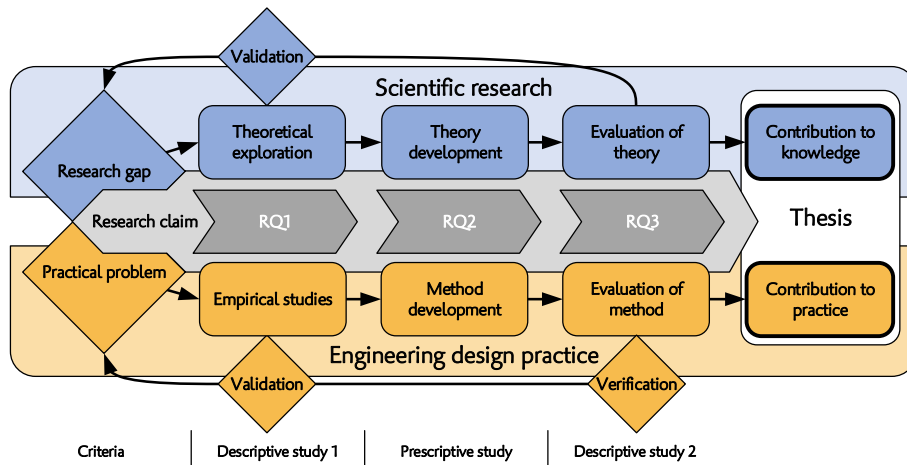 Validation
Scientific research
Research gap
Theoretical
exploration
Theory
development
Evaluation of
theory
Contribution to
knowledge
Research claim
RQ1
RQ2
RQ3
Thesis
Practical problem
Empirical studies
Method
development
Evaluation of
method
Contribution to
practice
Engineering design practice
Validation
Verification
Criteria
Descriptive study 1
Prescriptive study
Descriptive study 2